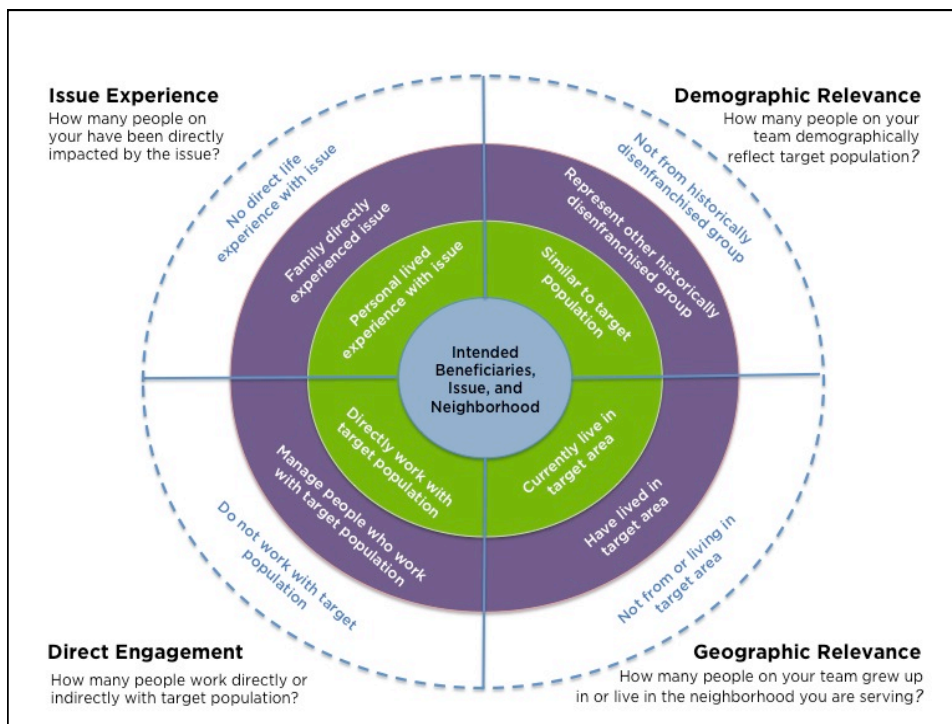 Issue Experience
How many people on
your have been directly
impacted by the issue?
Demographic Relevance
How many people on your
team demographically
reflect target population?
No direct life
experience with issue
Family directly
experienced issue
Personal lived
experience with issue
Not from historically
disenfranchised group
Represent other historically
disenfranchised group
Similar to target
population
Intended
Beneficiaries,
Issue, and
Neighborhood
Directly work with
target population
Manage people who work
with target population
Do not work with target
population
Currently live in
target area
Have lived in
target area
Not from or living in
target area
Direct Engagement
How many people work directly or
indirectly with target population?
Geographic Relevance
How many people on your team grew up
in or live in the neighborhood you are serving?